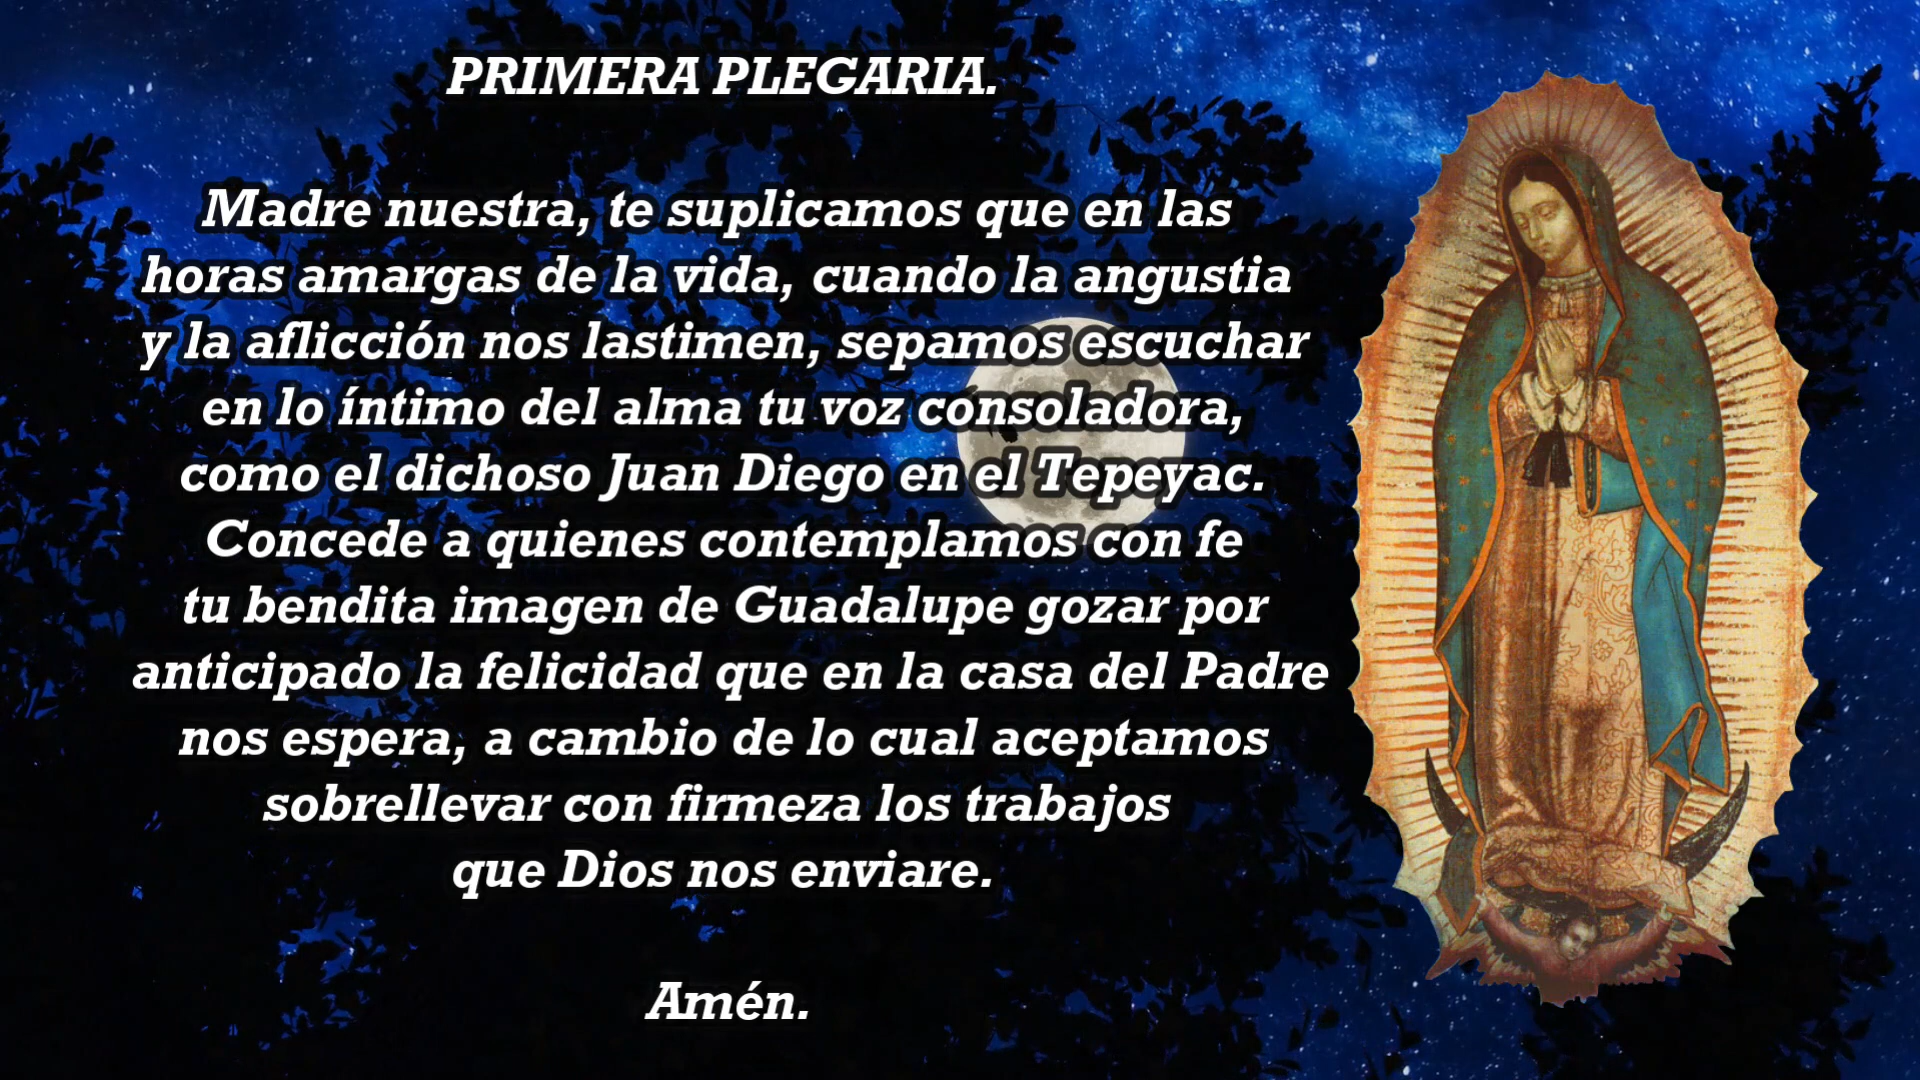 PRIMERA PLEGARIA.
Madre nuestra, te suplicamos que en las
horas amargas de la vida, cuando la angustia
y la aflicción nos lastimen, sepamos escuchar
en lo íntimo del alma tu voz consoladora,
como el dichoso Juan Diego en el Tepeyac.
Concede a quienes contemplamos con fe
tu bendita imagen de Guadalupe gozar por
anticipado la felicidad que en la casa del Padre
nos espera, a cambio de lo cual aceptamos
sobrellevar con firmeza los trabajos
que Dios nos enviare.
Amén.